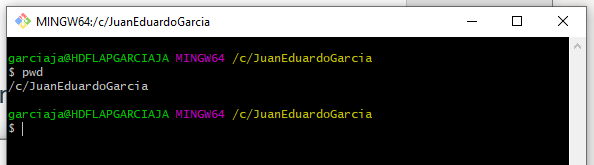 MINGW64:/c/JuanEduardoGarcia
garciaja@HDFLAPGARCIAJA MINGW64 /c/JuanEduardoGarcia
$ pwd
/c/JuanEduardoGarcia
garciaja@HDFLAPGARCIAJA MINGW64 /c/JuanEduardoGarcia
$